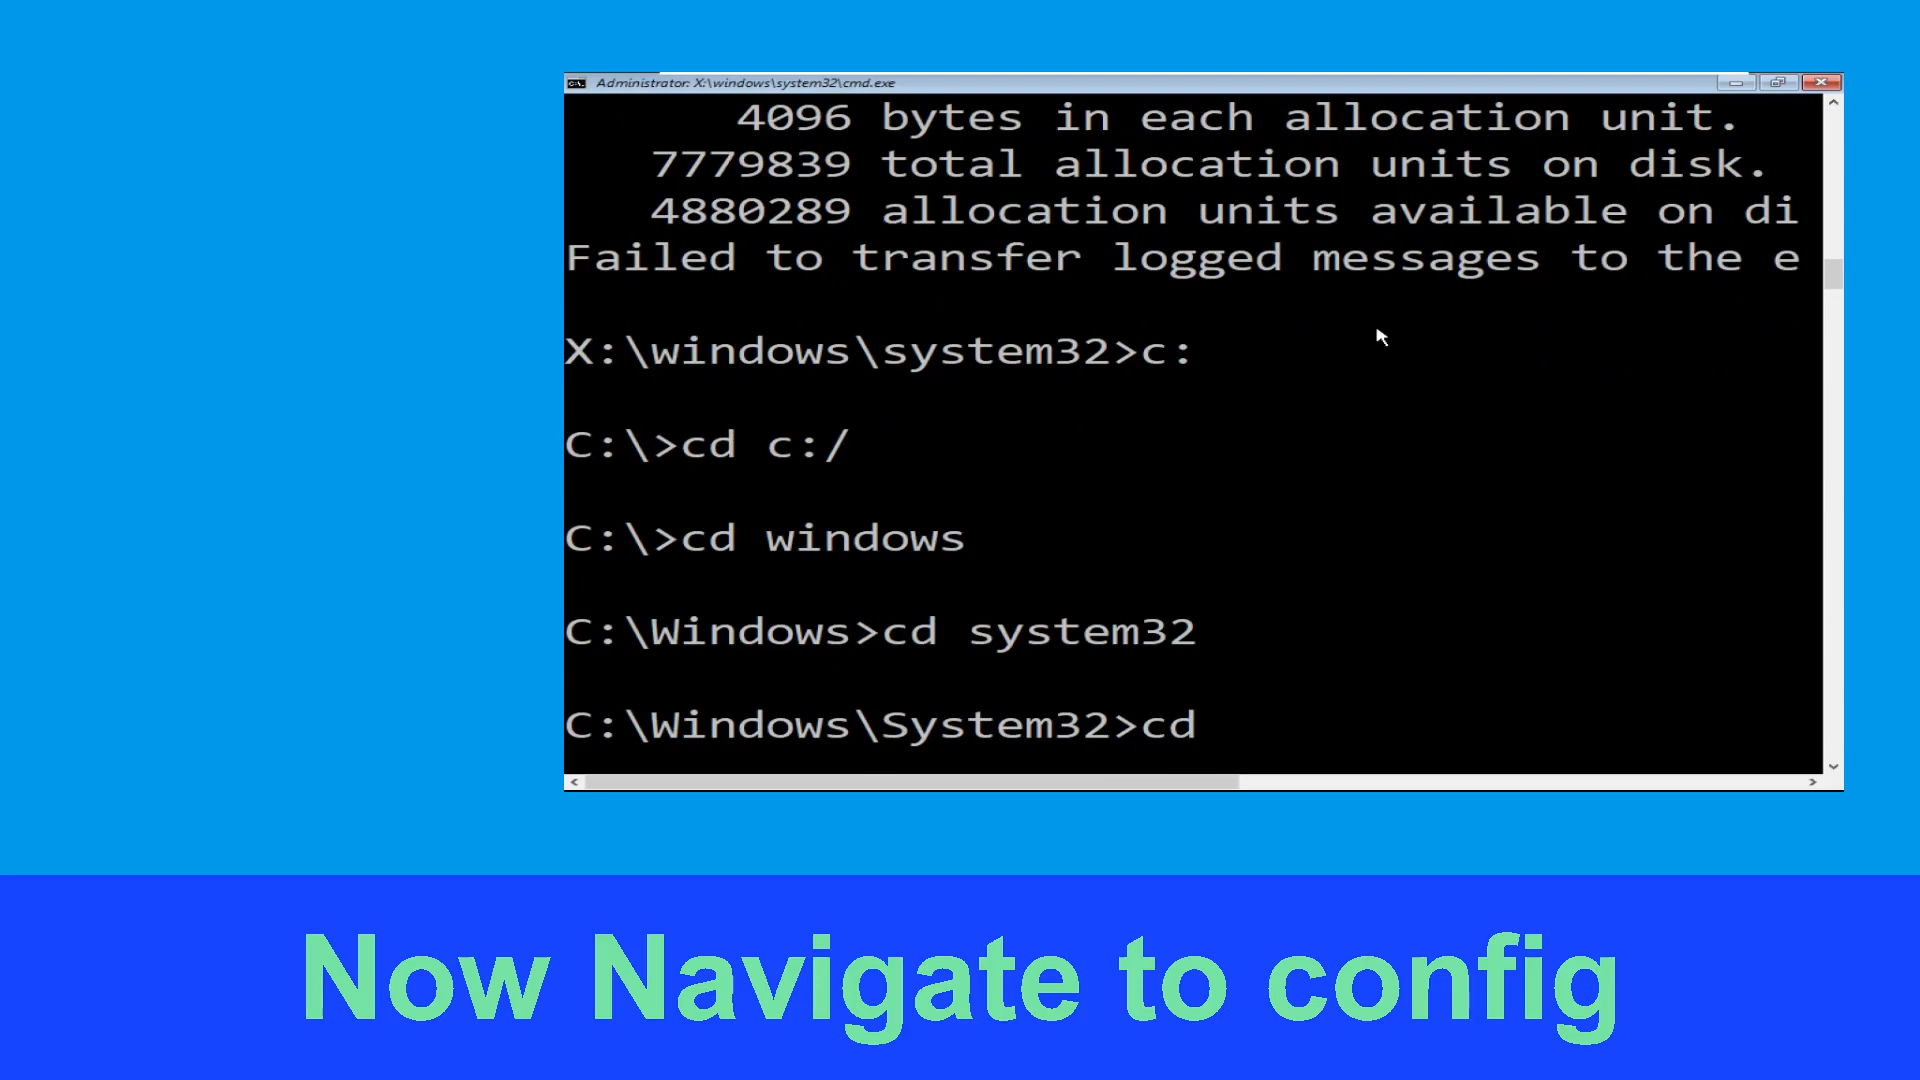 Administrator: X:\windows\system32\cmd.exe
4096 bytes in each allocation unit.
7779839 total allocation units on disk.
4880289 allocation units available on di
Failed to transfer logged messages to the e
X:\windows\system32>c:
C:\>cd c:/
C:\>cd windows
C:\Windows>cd system32
C:\Windows\System32>cd
Now Navigate to config